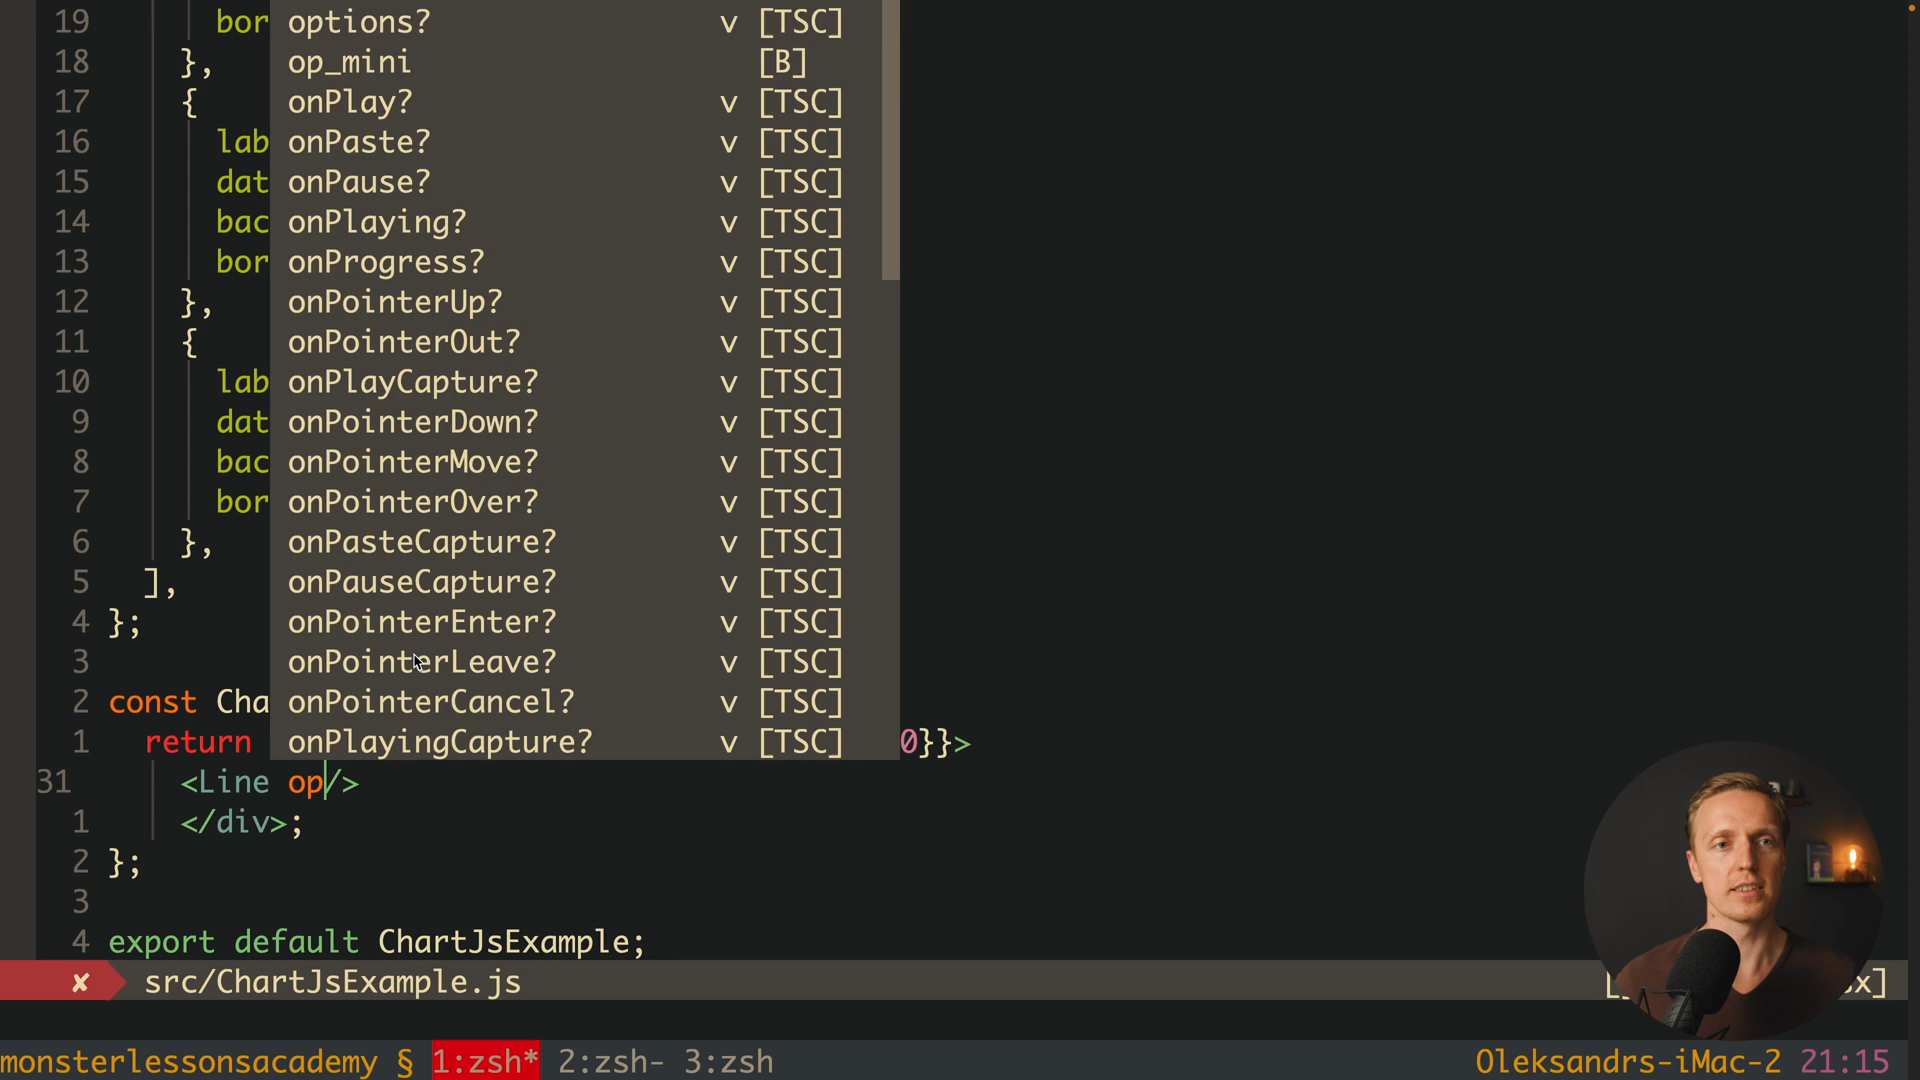 19 bor options? v [TSC]
18 }, op_mini [B]
17 { onPlay? v [TSC]
16 lab onPaste? v [TSC]
15 dat onPause? v [TSC]
14 bac onPlaying? v [TSC]
13 bor onProgress? v [TSC]
12 }, onPointerUp? v [TSC]
11 { onPointerOut? v [TSC]
10 lab onPlayCapture? v [TSC]
9 dat onPointerDown? v [TSC]
8 bac onPointerMove? v [TSC]
7 bor onPointerOver? v [TSC]
6 }, onPasteCapture? v [TSC]
5 ], onPauseCapture? v [TSC]
4 }; onPointerEnter? v [TSC]
3 onPointerLeave? v [TSC]
2 const Cha onPointerCancel? v [TSC]
1 return onPlayingCapture? v [TSC] 0}}>
31 <Line op/>
1 </div>;
2 };
3
4 export default ChartJsExample;
✘ src/ChartJsExample.js [ x]
monsterlessonsacademy § 1:zsh* 2:zsh- 3:zsh Oleksandrs-iMac-2 21:15